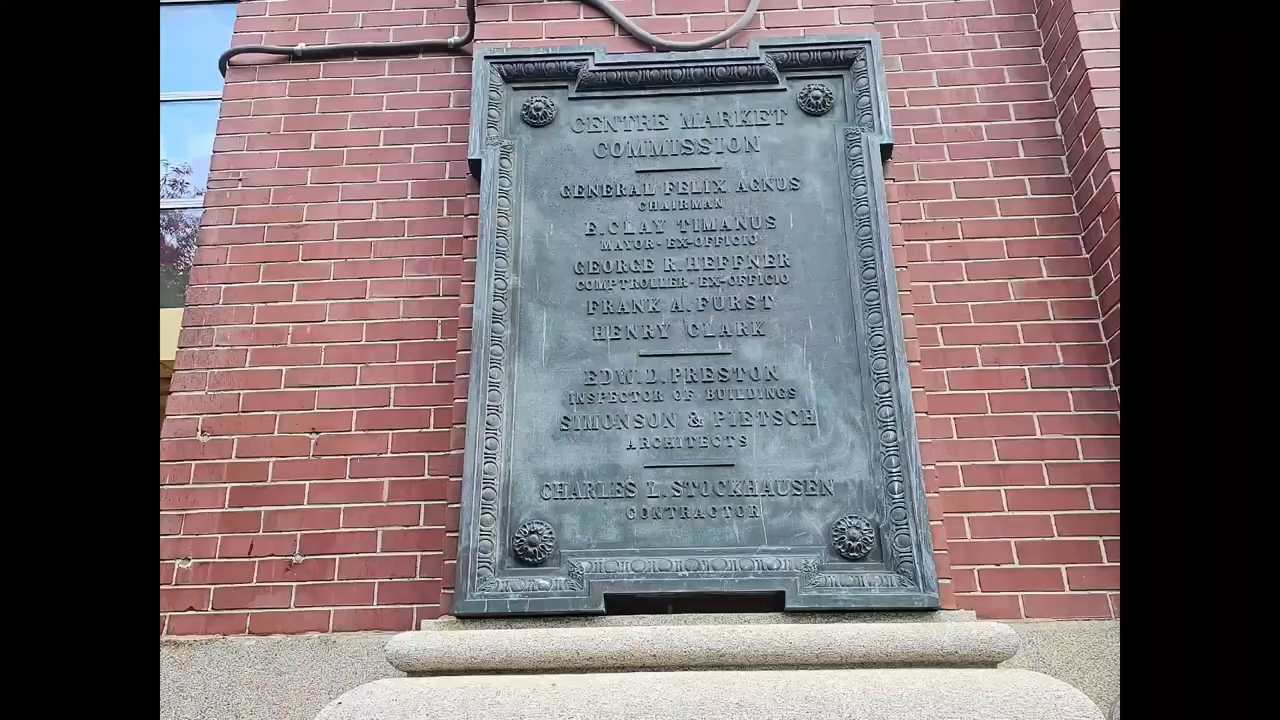 CENTRE MARKET
COMMISSION
GENERAL FELIX AGNUS
CHAIRMAN
E. CLAY TIMANUS
MAYOR - EX-OFFICIO
GEORGE R. HEFFNER
COMPTROLLER - EX-OFFICIO
FRANK A. FURST
HENRY CLARK
EDW. D. PRESTON
INSPECTOR OF BUILDINGS
SIMONSON & PIETSCH
ARCHITECTS
CHARLES L. STOCKHAUSEN
CONTRACTOR